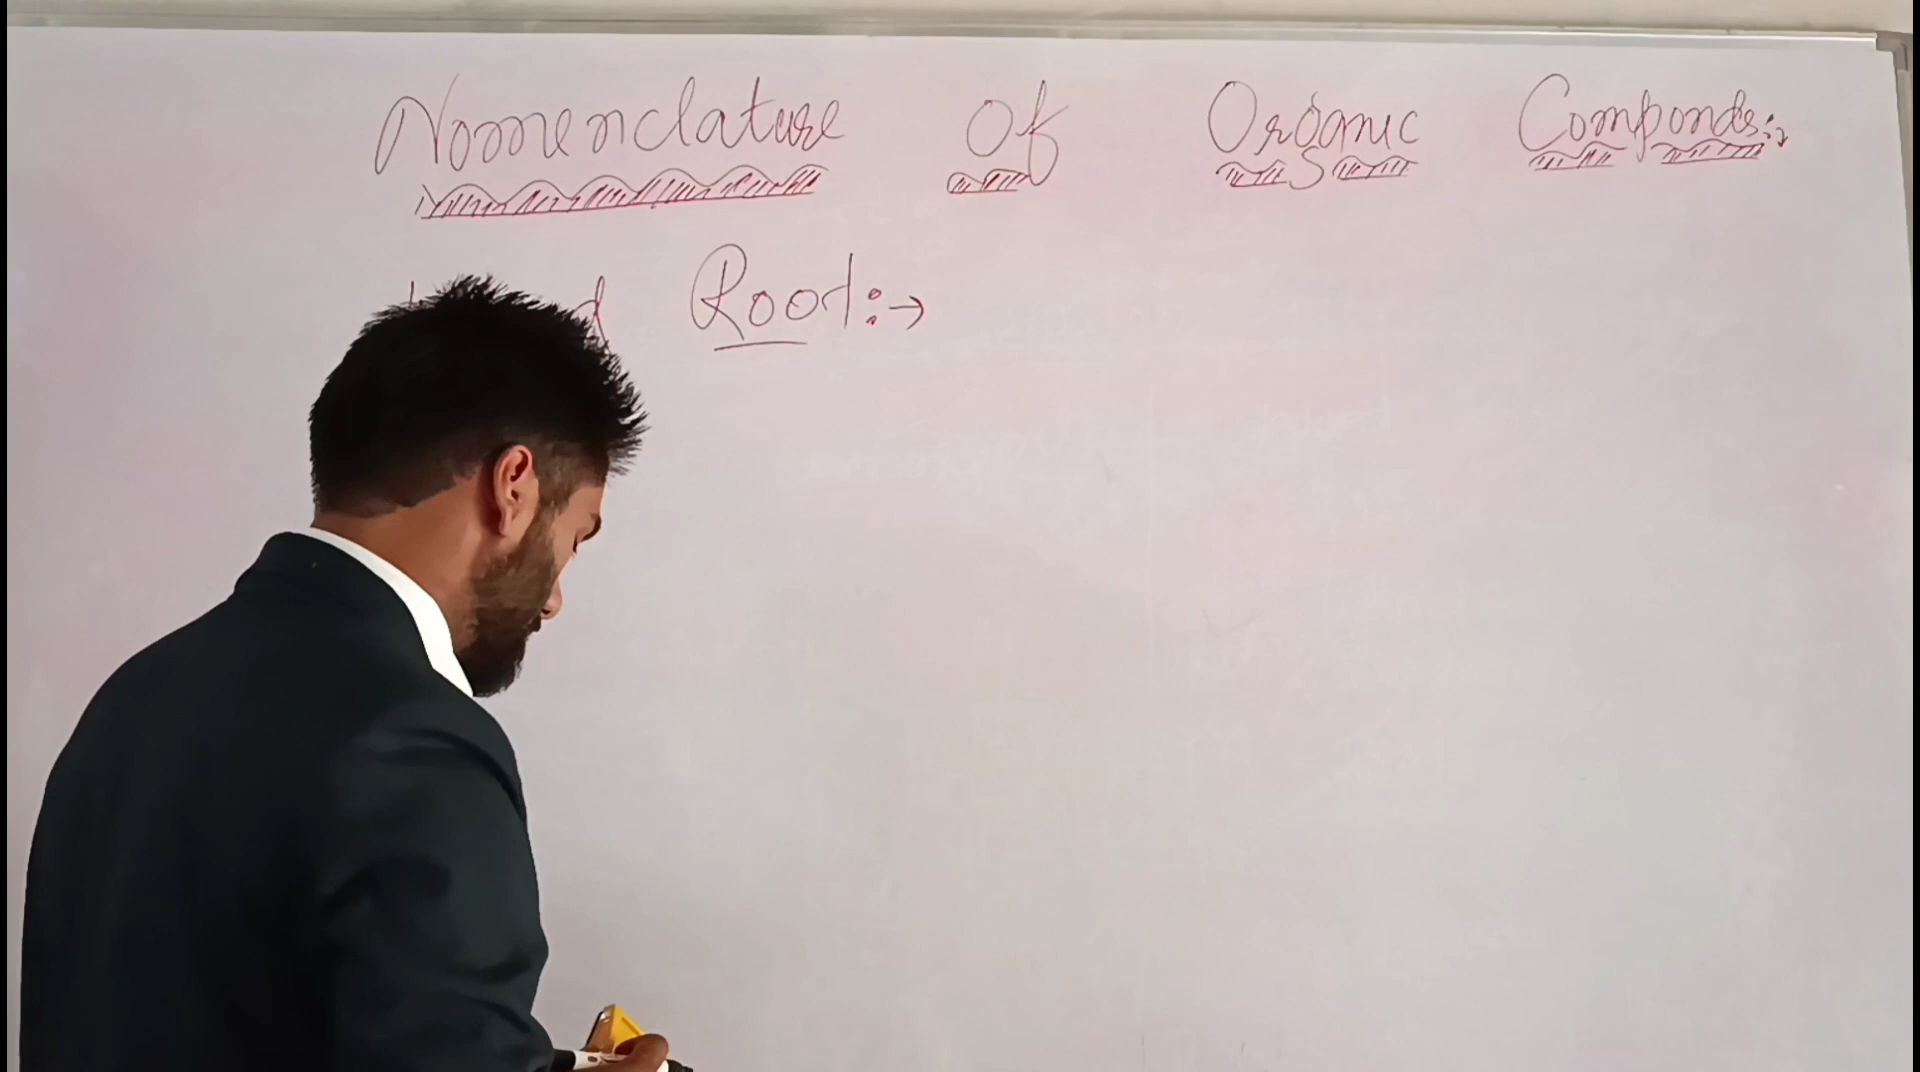 Nomenclature Of Organic Componds:→
Root:→